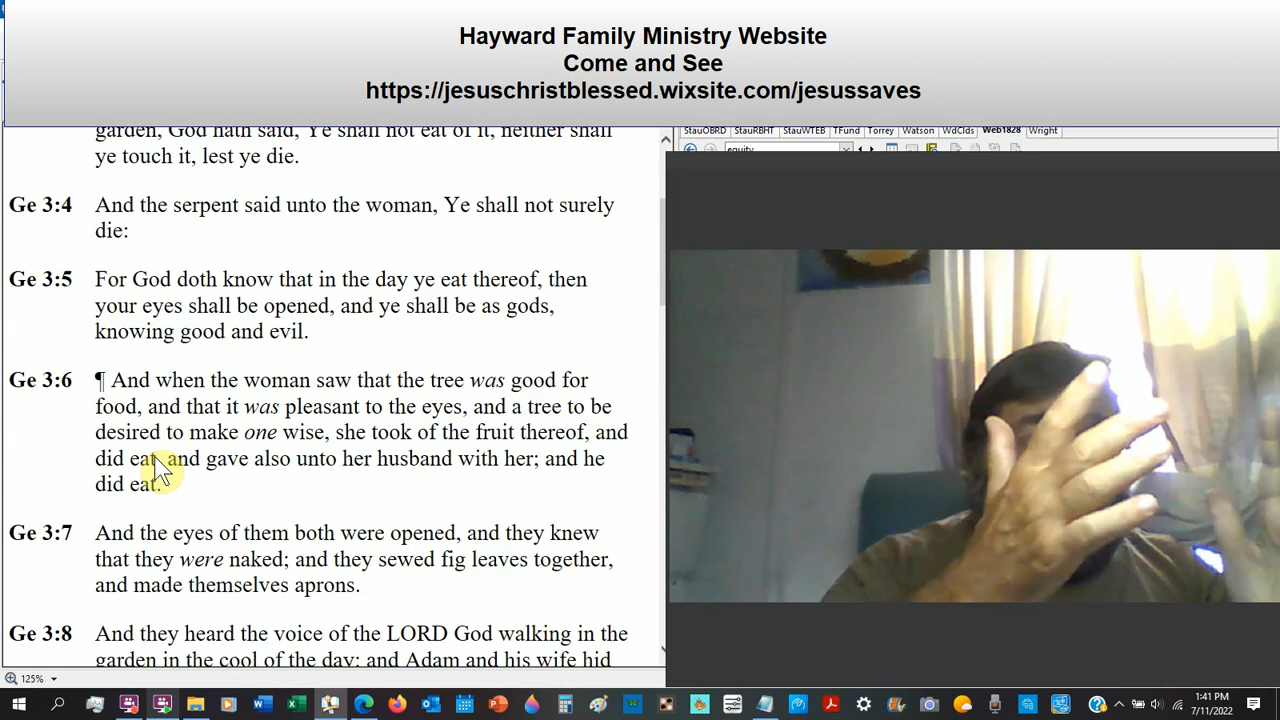 Hayward Family Ministry Website
Come and See
https://jesuschristblessed.wixsite.com/jesussaves
garden, God hath said, Ye shall not eat of it, neither shall
ye touch it, lest ye die.
Ge 3:4 And the serpent said unto the woman, Ye shall not surely
die:
Ge 3:5 For God doth know that in the day ye eat thereof, then
your eyes shall be opened, and ye shall be as gods,
knowing good and evil.
Ge 3:6 ¶ And when the woman saw that the tree was good for
food, and that it was pleasant to the eyes, and a tree to be
desired to make one wise, she took of the fruit thereof, and
did eat, and gave also unto her husband with her; and he
did eat.
Ge 3:7 And the eyes of them both were opened, and they knew
that they were naked; and they sewed fig leaves together,
and made themselves aprons.
Ge 3:8 And they heard the voice of the LORD God walking in the
garden in the cool of the day: and Adam and his wife hid
StauOBRD StauRBHT StauWTEB TFund Torrey Watson WdClds Web1828 Wright
equity
125%
1:41 PM
7/11/2022